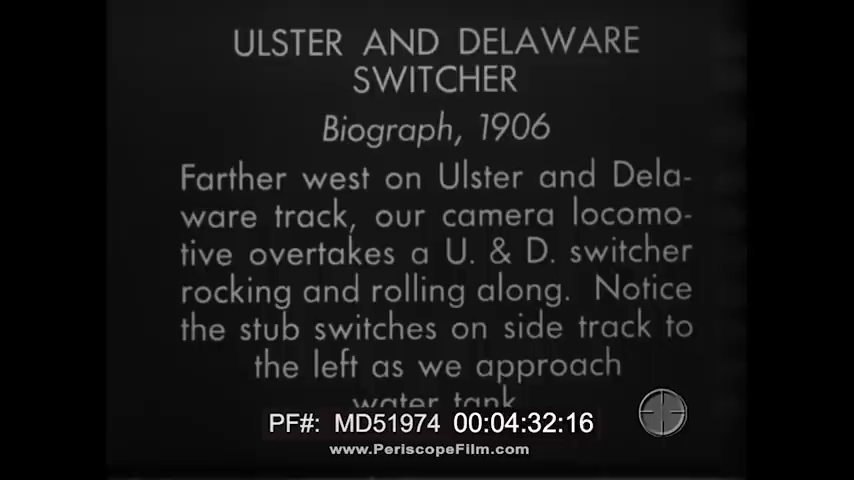 ULSTER AND DELAWARE
SWITCHER
Biograph, 1906
Farther west on Ulster and Dela-
ware track, our camera locomo-
tive overtakes a U. & D. switcher
rocking and rolling along. Notice
the stub switches on side track to
the left as we approach
water tank
PF#: MD51974 00:04:32:16
www.PeriscopeFilm.com